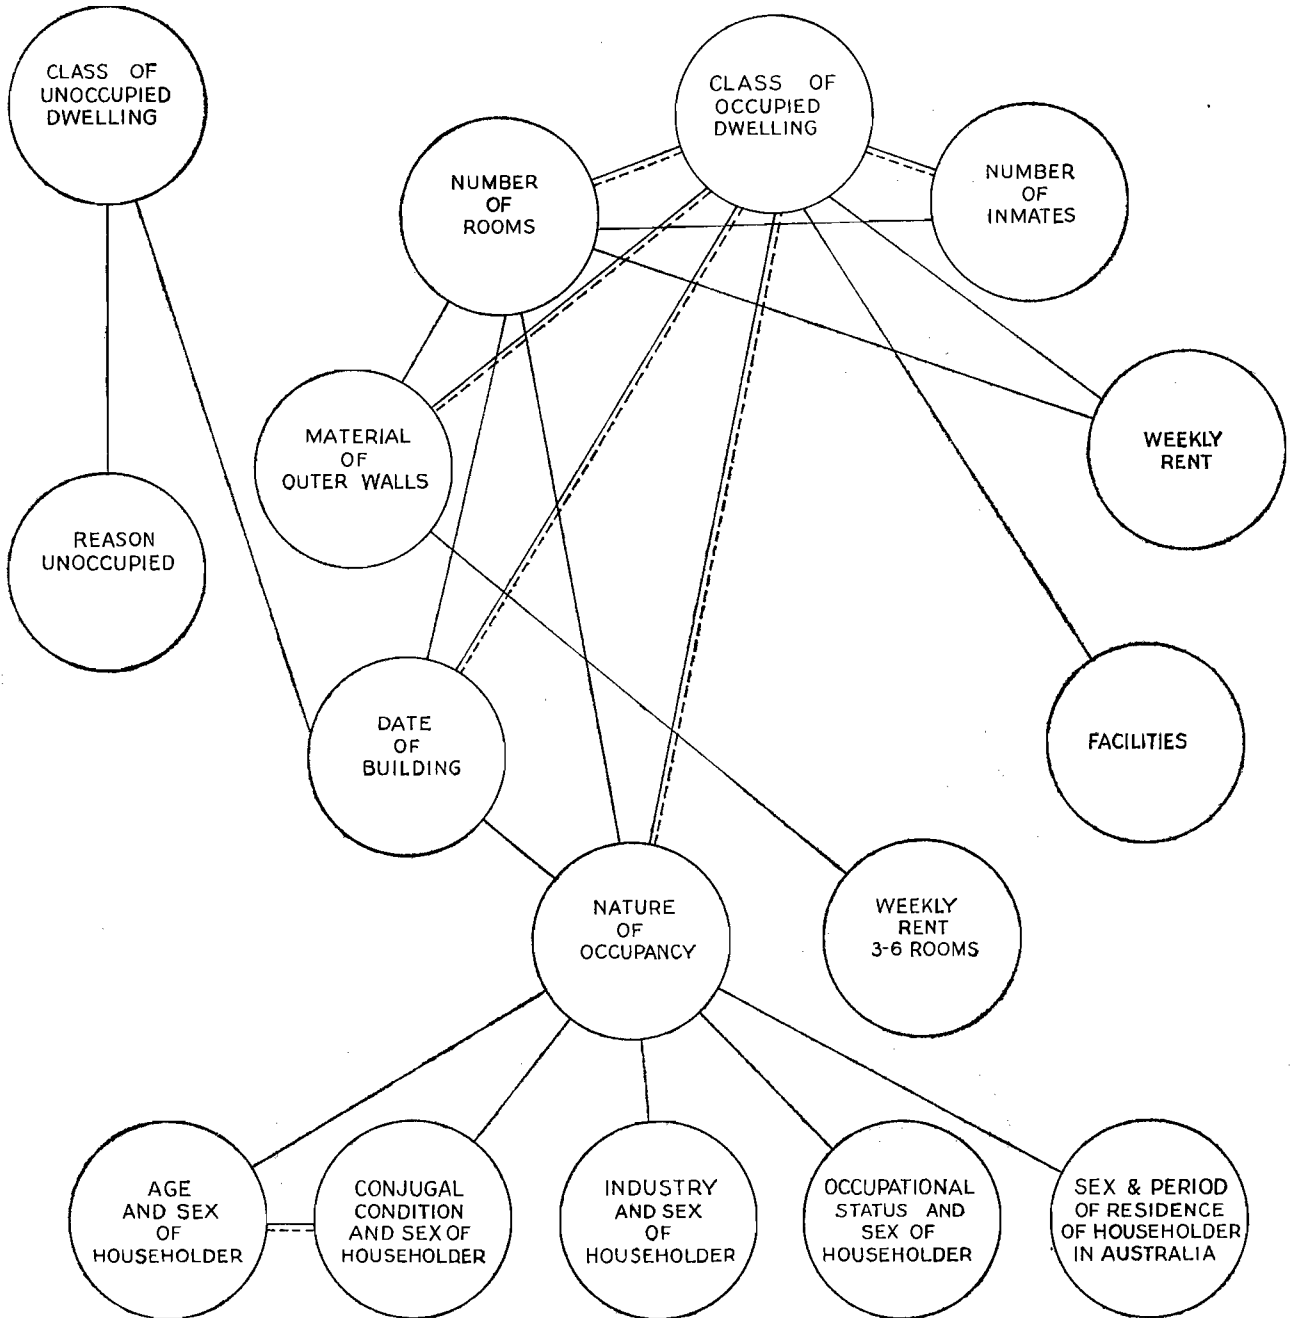 CLASS OF
UNOCCUPIED
DWELLING
CLASS OF
OCCUPIED
DWELLING
NUMBER
OF
ROOMS
NUMBER
OF
INMATES
MATERIAL
OF
OUTER WALLS
WEEKLY
RENT
REASON
UNOCCUPIED
DATE
OF
BUILDING
FACILITIES
NATURE
OF
OCCUPANCY
WEEKLY
RENT
3-6 ROOMS
AGE
AND SEX
OF
HOUSEHOLDER
CONJUGAL
CONDITION
AND SEX OF
HOUSEHOLDER
INDUSTRY
AND SEX
OF
HOUSEHOLDER
OCCUPATIONAL
STATUS AND
SEX OF
HOUSEHOLDER
SEX & PERIOD
OF RESIDENCE
OF HOUSEHOLDER
IN AUSTRALIA